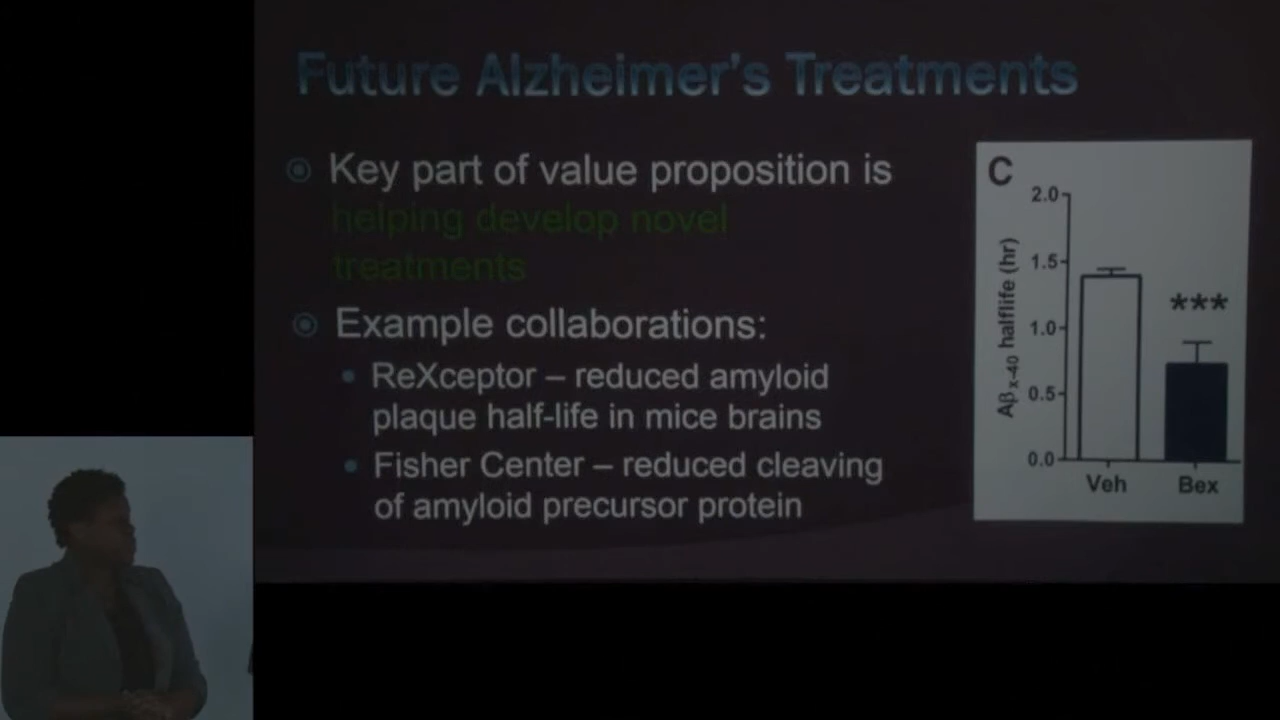 Future Alzheimer's Treatments
Key part of value proposition is
helping develop novel
treatments
Example collaborations:
ReXceptor – reduced amyloid
plaque half-life in mice brains
Fisher Center – reduced cleaving
of amyloid precursor protein
C
Aβx-40 halflife (hr)
2.0
1.5
1.0
0.5
0.0
***
Veh Bex